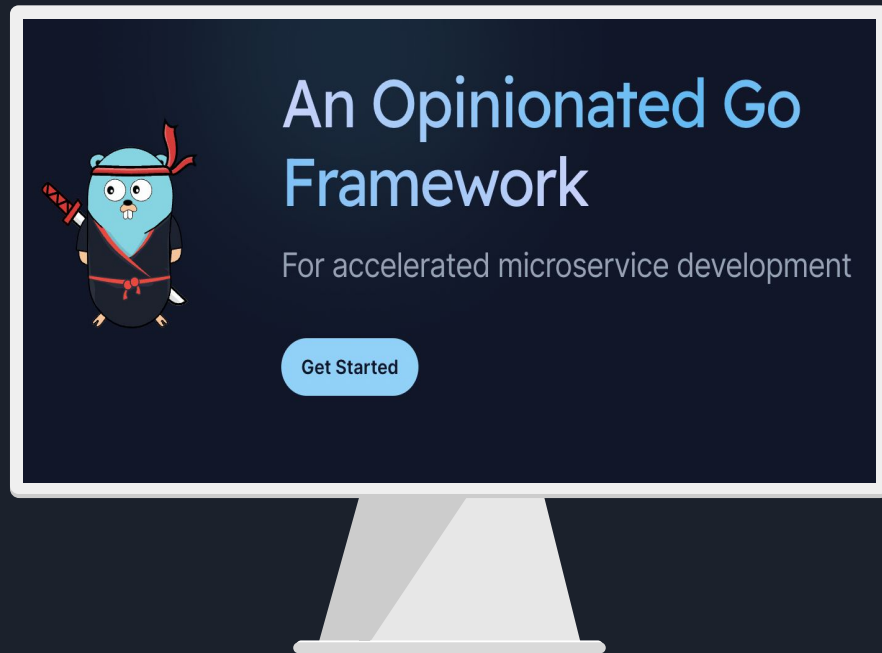 An Opinionated Go
Framework
For accelerated microservice development
Get Started